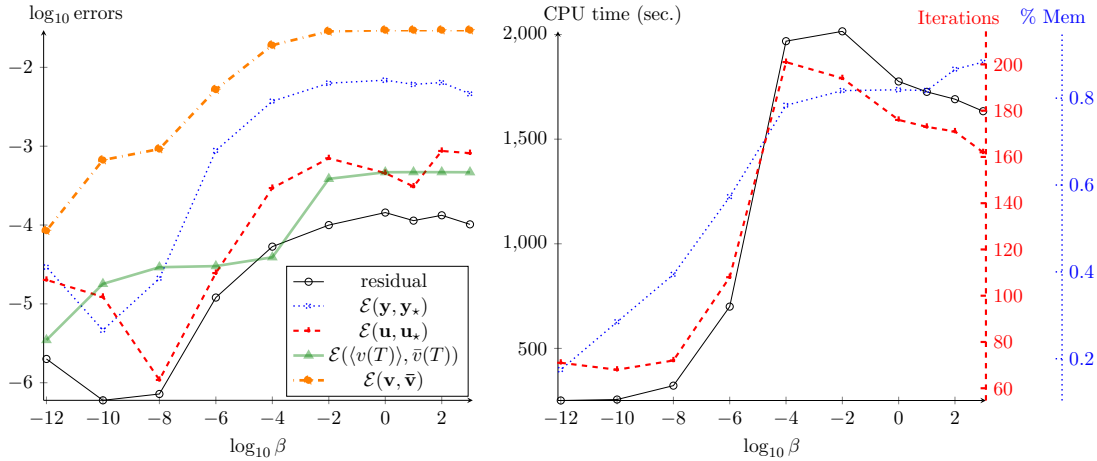 log₁₀ errors
−2
−3
−4
−5
−6
−12 −10 −8 −6 −4 −2 0 2
log₁₀ β
residual
ℰ(𝐲, 𝐲⋆)
ℰ(𝐮, 𝐮⋆)
ℰ(⟨v(T)⟩, v̄(T))
ℰ(𝐯, 𝐯̄)
CPU time (sec.)
2,000
1,500
1,000
500
−12 −10 −8 −6 −4 −2 0 2
log₁₀ β
Iterations
200
180
160
140
120
100
80
60
% Mem
0.8
0.6
0.4
0.2